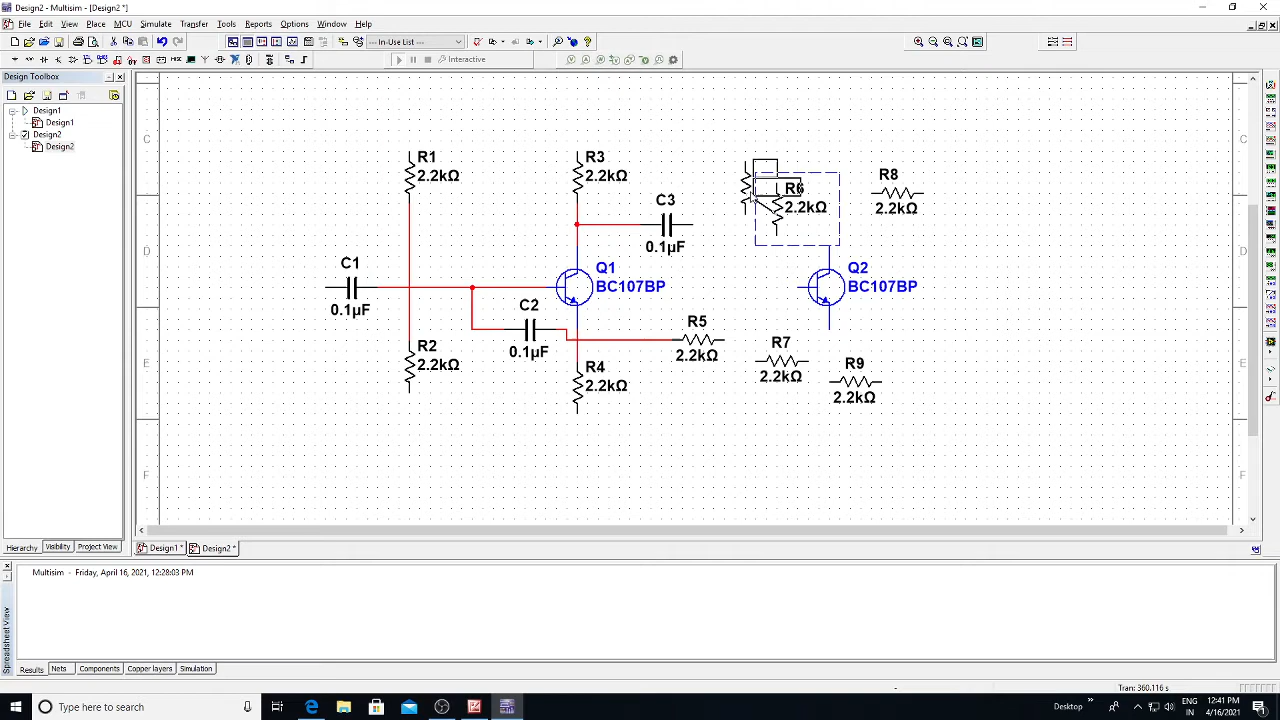 Design2 - Multisim - [Design2 *]
File Edit View Place MCU Simulate Transfer Tools Reports Options Window Help
--- In-Use List ---
Interactive
Design Toolbox
Design1
Design1
Design2
Design2
Hierarchy Visibility Project View
C
D
E
F
C
D
E
F
R1
2.2kΩ
R3
2.2kΩ
C3
0.1µF
R6
2.2kΩ
R8
2.2kΩ
C1
0.1µF
Q1
BC107BP
Q2
BC107BP
C2
0.1µF
R5
2.2kΩ
R2
2.2kΩ
R4
2.2kΩ
R7
2.2kΩ
R9
2.2kΩ
Design1 * Design2 *
Spreadsheet View
Multisim - Friday, April 16, 2021, 12:28:03 PM
Results Nets Components Copper layers Simulation
- Tran: 360.116 s
Type here to search
Desktop
ENG
IN
12:41 PM
4/16/2021